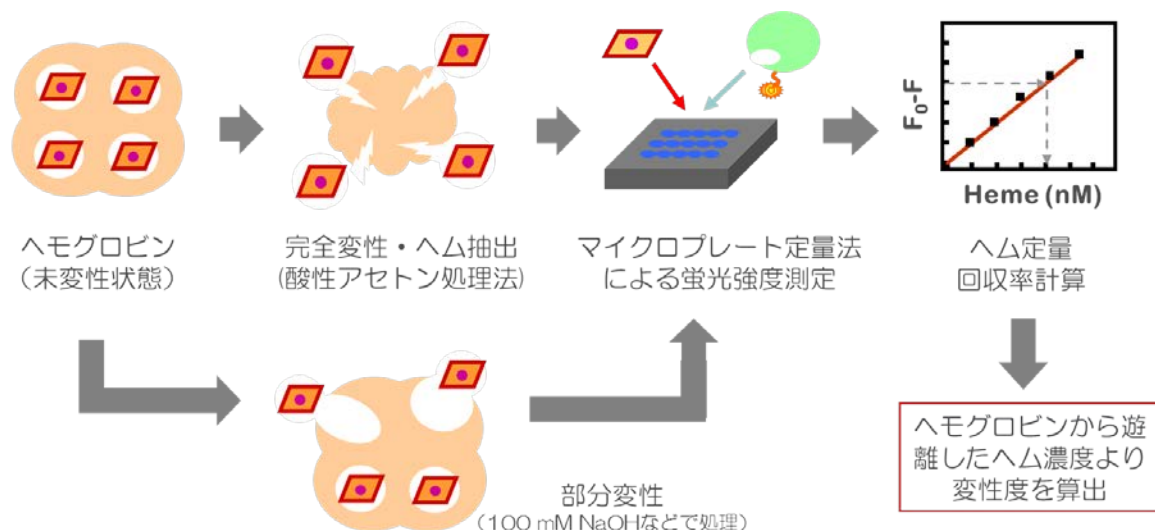 ヘモグロビン
(未変性状態)
完全変性・ヘム抽出
(酸性アセトン処理法)
マイクロプレート定量法
による蛍光強度測定
F₀-F
Heme (nM)
ヘム定量
回収率計算
部分変性
(100 mM NaOHなどで処理)
ヘモグロビンから遊
離したヘム濃度より
変性度を算出